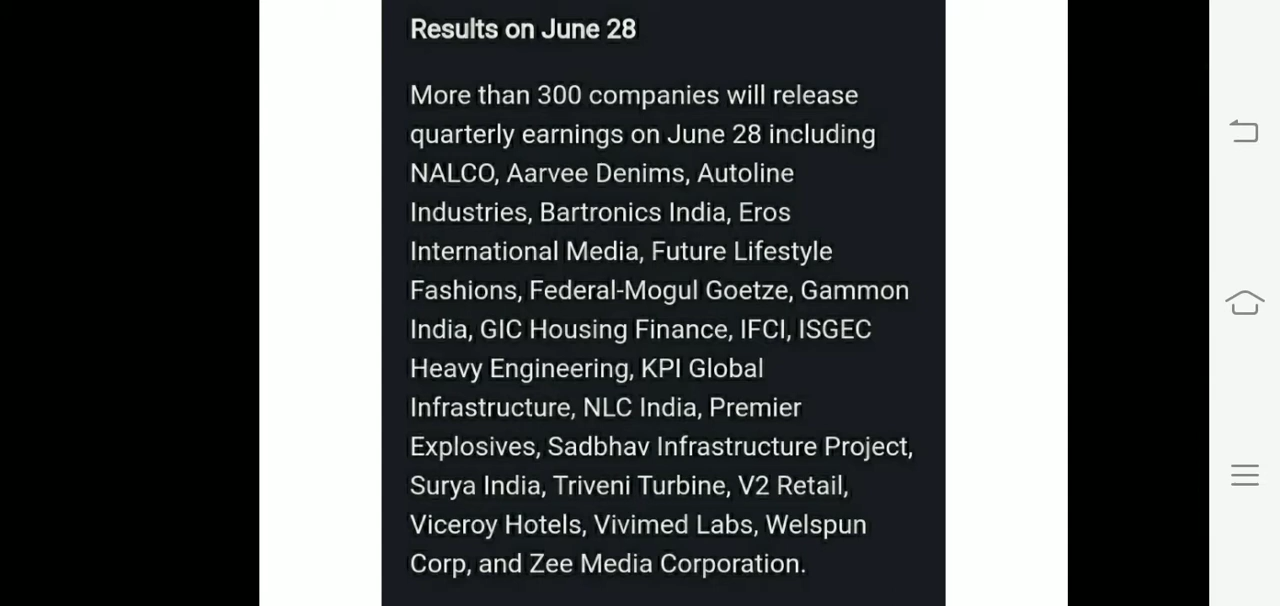 Results on June 28
More than 300 companies will release
quarterly earnings on June 28 including
NALCO, Aarvee Denims, Autoline
Industries, Bartronics India, Eros
International Media, Future Lifestyle
Fashions, Federal-Mogul Goetze, Gammon
India, GIC Housing Finance, IFCI, ISGEC
Heavy Engineering, KPI Global
Infrastructure, NLC India, Premier
Explosives, Sadbhav Infrastructure Project,
Surya India, Triveni Turbine, V2 Retail,
Viceroy Hotels, Vivimed Labs, Welspun
Corp, and Zee Media Corporation.